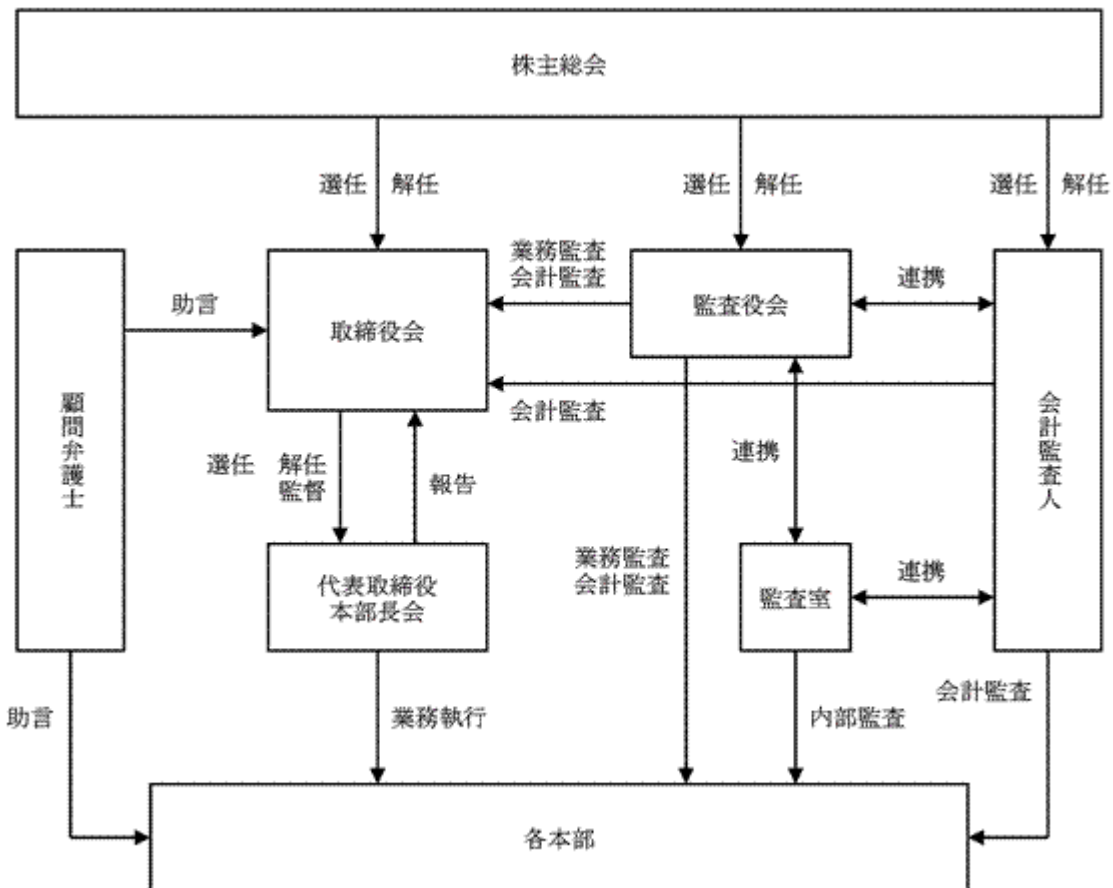 株主総会
選任 解任
選任 解任
選任 解任
顧問弁護士
助言
取締役会
業務監査
会計監査
監査役会
連携
会計監査人
会計監査
選任 解任
監督
報告
連携
代表取締役
本部長会
業務監査
会計監査
監査室
連携
助言
業務執行
内部監査
会計監査
各本部